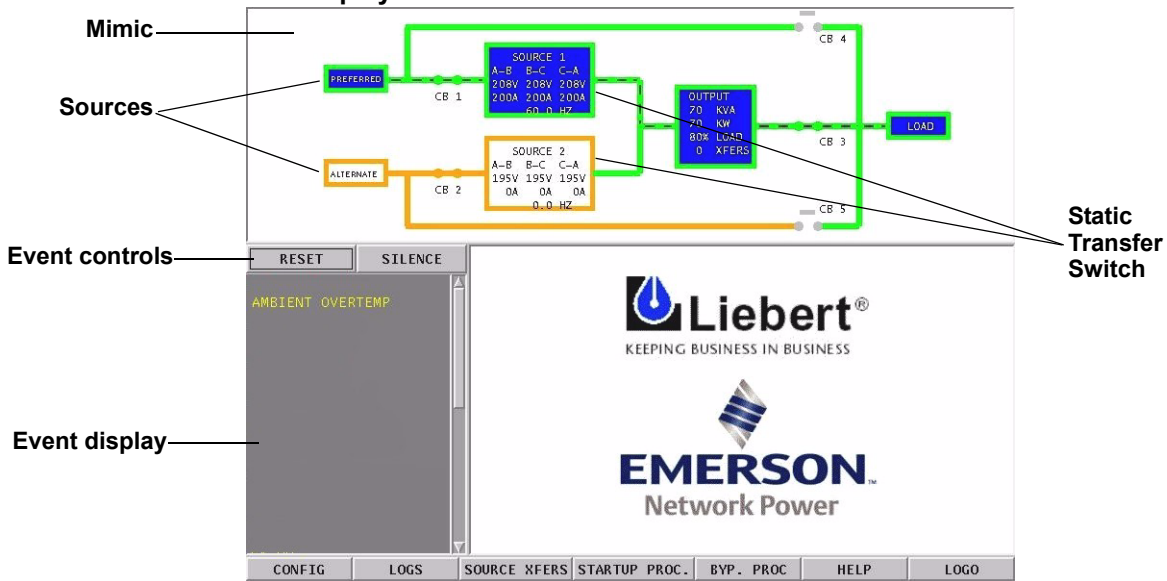 Mimic
CB 4
PREFERRED
CB 1
SOURCE 1
A-B B-C C-A
208V 208V 208V
200A 200A 200A
60.0 HZ
Sources
OUTPUT
70 KVA
70 KW
80% LOAD
0 XFERS
CB 3
LOAD
ALTERNATE
CB 2
SOURCE 2
A-B B-C C-A
195V 195V 195V
0A 0A 0A
0.0 HZ
CB 5
Static
Transfer
Switch
Event controls
RESET SILENCE
AMBIENT OVERTEMP
Liebert®
KEEPING BUSINESS IN BUSINESS
Event display
EMERSON™
Network Power
CONFIG LOGS SOURCE XFERS STARTUP PROC. BYP. PROC HELP LOGO